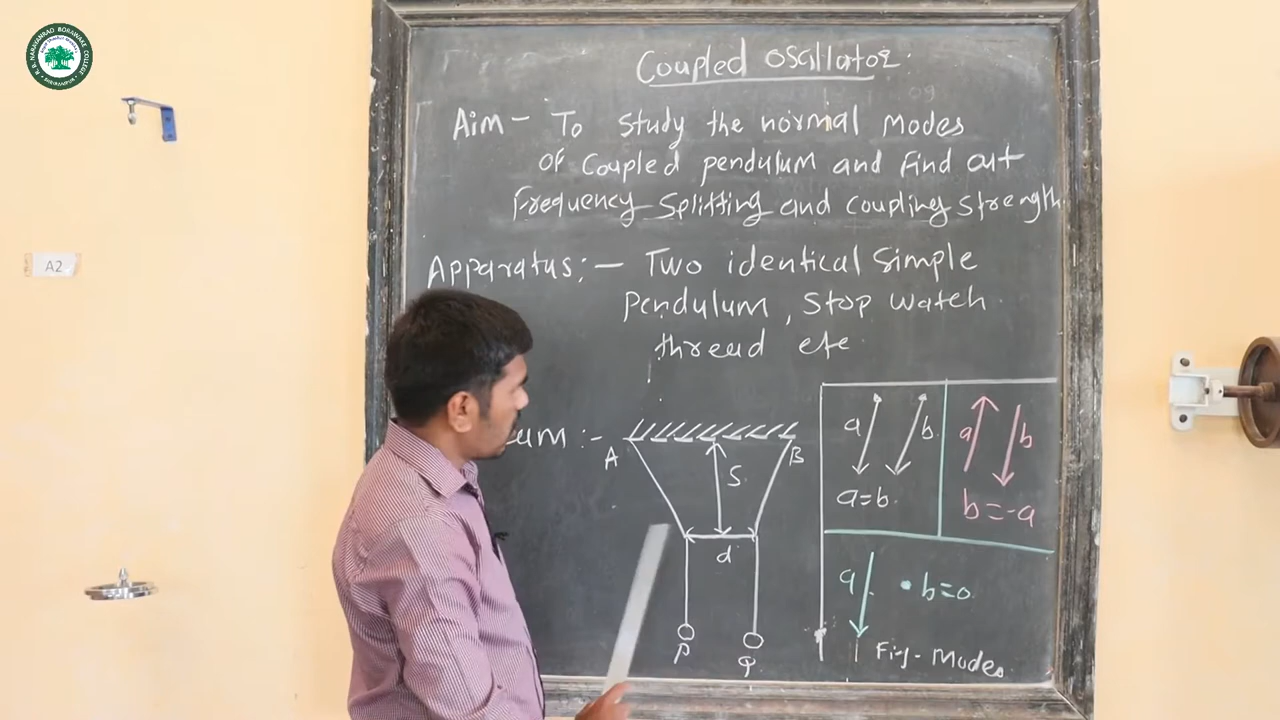 Coupled oscillator.
Aim - To study the normal modes
of coupled pendulum and find out
Frequency splitting and coupling strength
Apparatus :- Two identical simple
pendulum, stop watch
thread etc
am :-
A
B
S
d
P
Q
a b
a=b
a b
b=-a
a b=0
Fig- Modes
A2